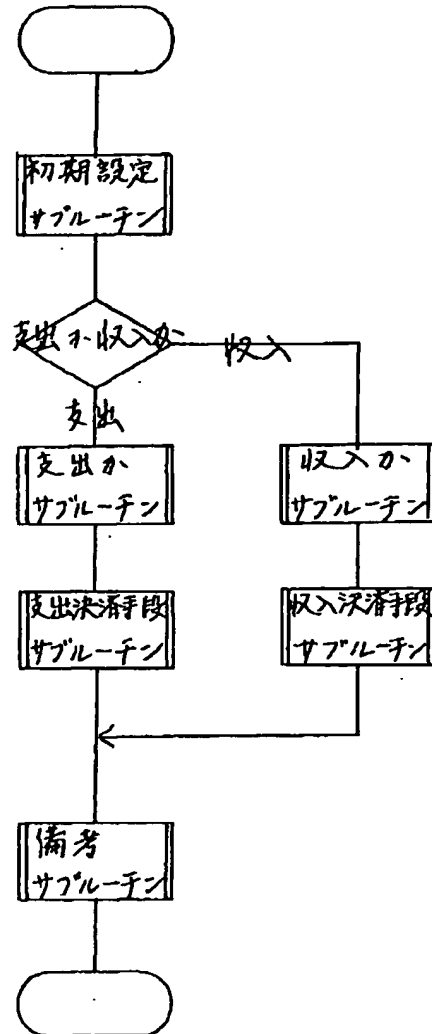 初期設定
サブルーチン
支出か収入か
収入
支出
支出か
サブルーチン
収入か
サブルーチン
支出決済手段
サブルーチン
収入決済手段
サブルーチン
備考
サブルーチン